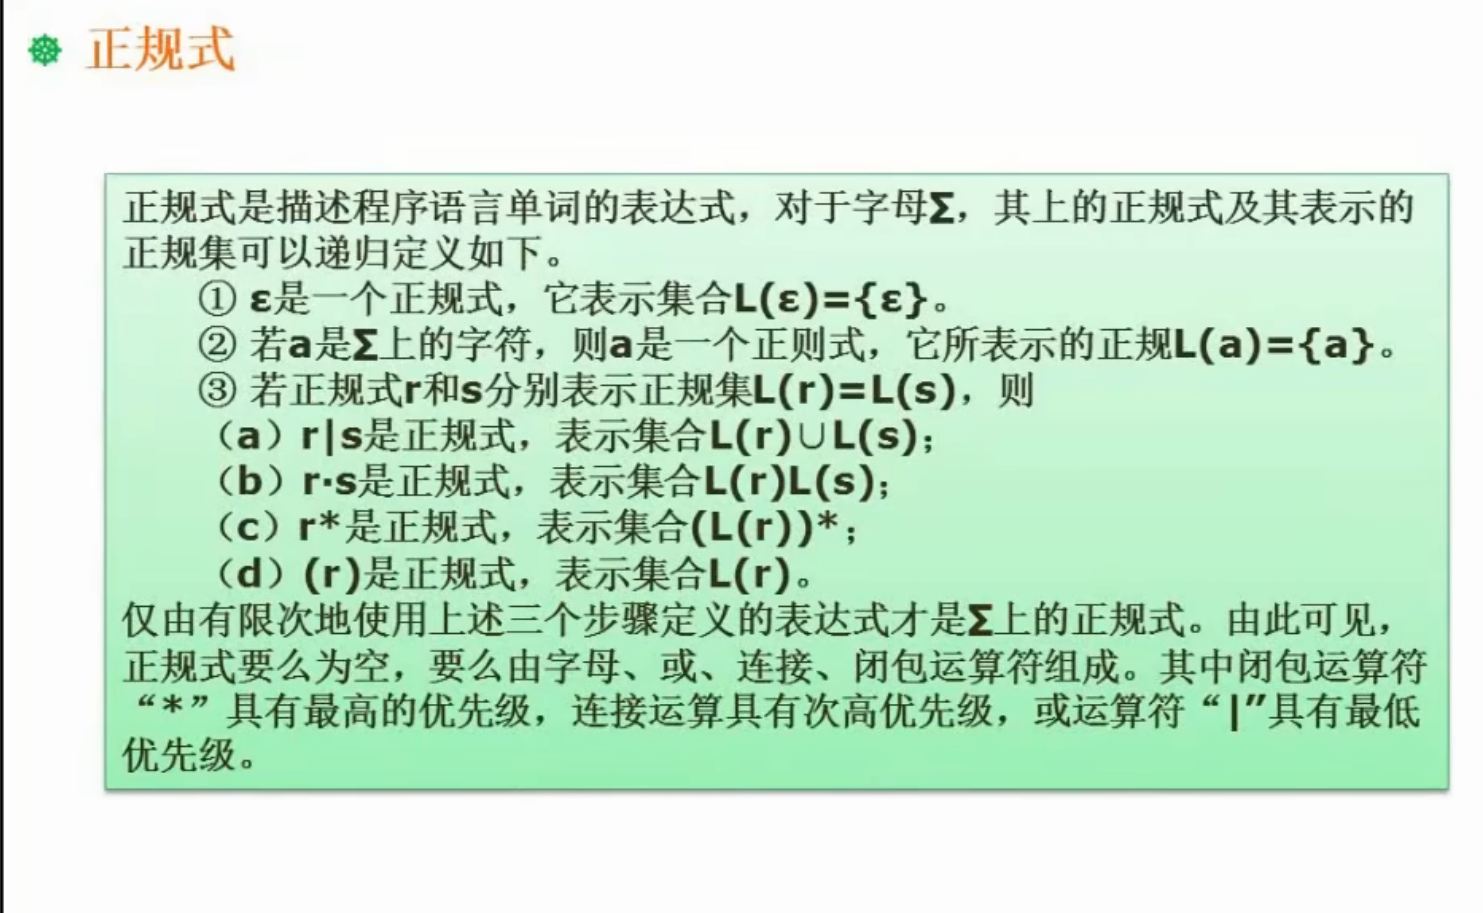 正规式
正规式是描述程序语言单词的表达式，对于字母Σ，其上的正规式及其表示的
正规集可以递归定义如下。
① ε是一个正规式，它表示集合L(ε)={ε}。
② 若a是Σ上的字符，则a是一个正则式，它所表示的正规L(a)={a}。
③ 若正规式r和s分别表示正规集L(r)=L(s)，则
（a）r|s是正规式，表示集合L(r)∪L(s)；
（b）r·s是正规式，表示集合L(r)L(s)；
（c）r*是正规式，表示集合(L(r))*；
（d）(r)是正规式，表示集合L(r)。
仅由有限次地使用上述三个步骤定义的表达式才是Σ上的正规式。由此可见，
正规式要么为空，要么由字母、或、连接、闭包运算符组成。其中闭包运算符
“*”具有最高的优先级，连接运算具有次高优先级，或运算符“|”具有最低
优先级。